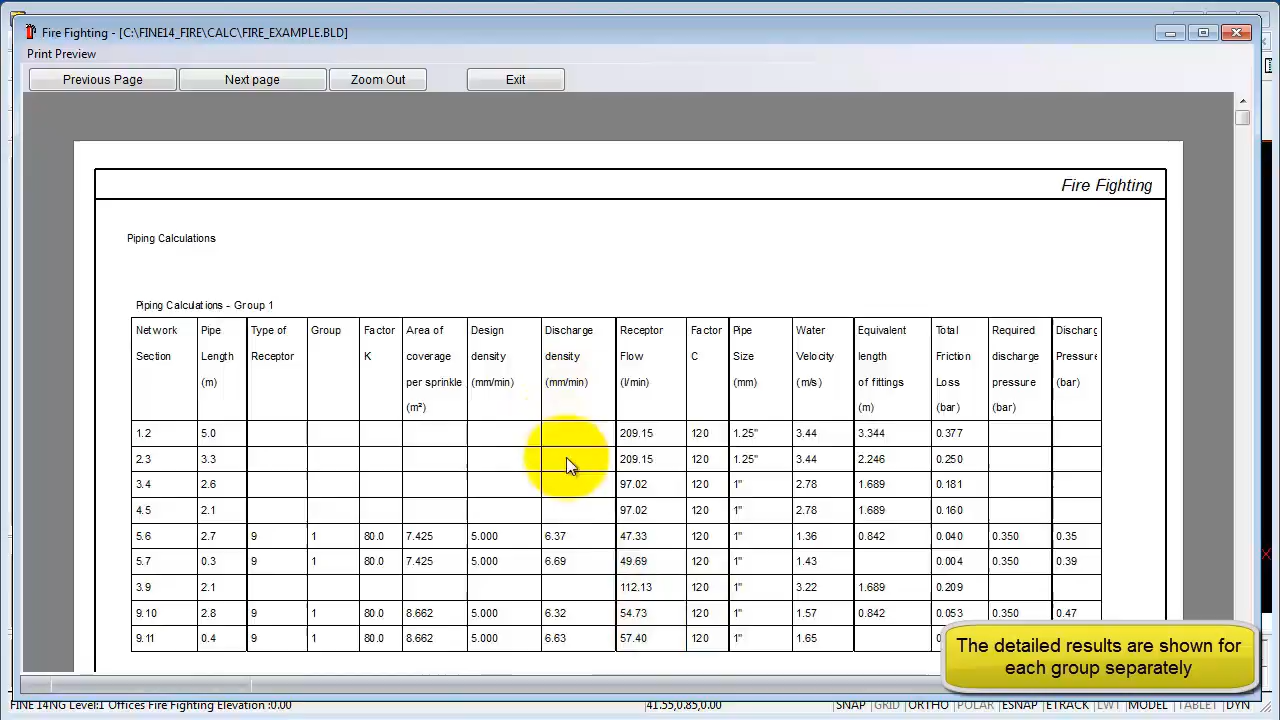 Fire Fighting - [C:\FINE14_FIRE\CALC\FIRE_EXAMPLE.BLD]
Print Preview
Previous Page Next page Zoom Out Exit
Fire Fighting
Piping Calculations
Piping Calculations - Group 1
Network Pipe Type of Group Factor Area of Design Discharge Receptor Factor Pipe Water Equivalent Total Required Discharg
Section Length Receptor K coverage density density Flow C Size Velocity length Friction discharge Pressure
(m) per sprinkle (mm/min) (mm/min) (l/min) (mm) (m/s) of fittings Loss pressure (bar)
(m²) (m) (bar) (bar)
1.2 5.0 209.15 120 1.25" 3.44 3.344 0.377
2.3 3.3 209.15 120 1.25" 3.44 2.246 0.250
3.4 2.6 97.02 120 1" 2.78 1.689 0.181
4.5 2.1 97.02 120 1" 2.78 1.689 0.160
5.6 2.7 9 1 80.0 7.425 5.000 6.37 47.33 120 1" 1.36 0.842 0.040 0.350 0.35
5.7 0.3 9 1 80.0 7.425 5.000 6.69 49.69 120 1" 1.43 0.004 0.350 0.39
3.9 2.1 112.13 120 1" 3.22 1.689 0.209
9.10 2.8 9 1 80.0 8.662 5.000 6.32 54.73 120 1" 1.57 0.842 0.053 0.350 0.47
9.11 0.4 9 1 80.0 8.662 5.000 6.63 57.40 120 1" 1.65
The detailed results are shown for
each group separately
FINE 14NG Level:1 Offices Fire Fighting Elevation :0.00 41.55,0.85,0.00 SNAP GRID ORTHO POLAR ESNAP ETRACK LWT MODEL TABLET DYN